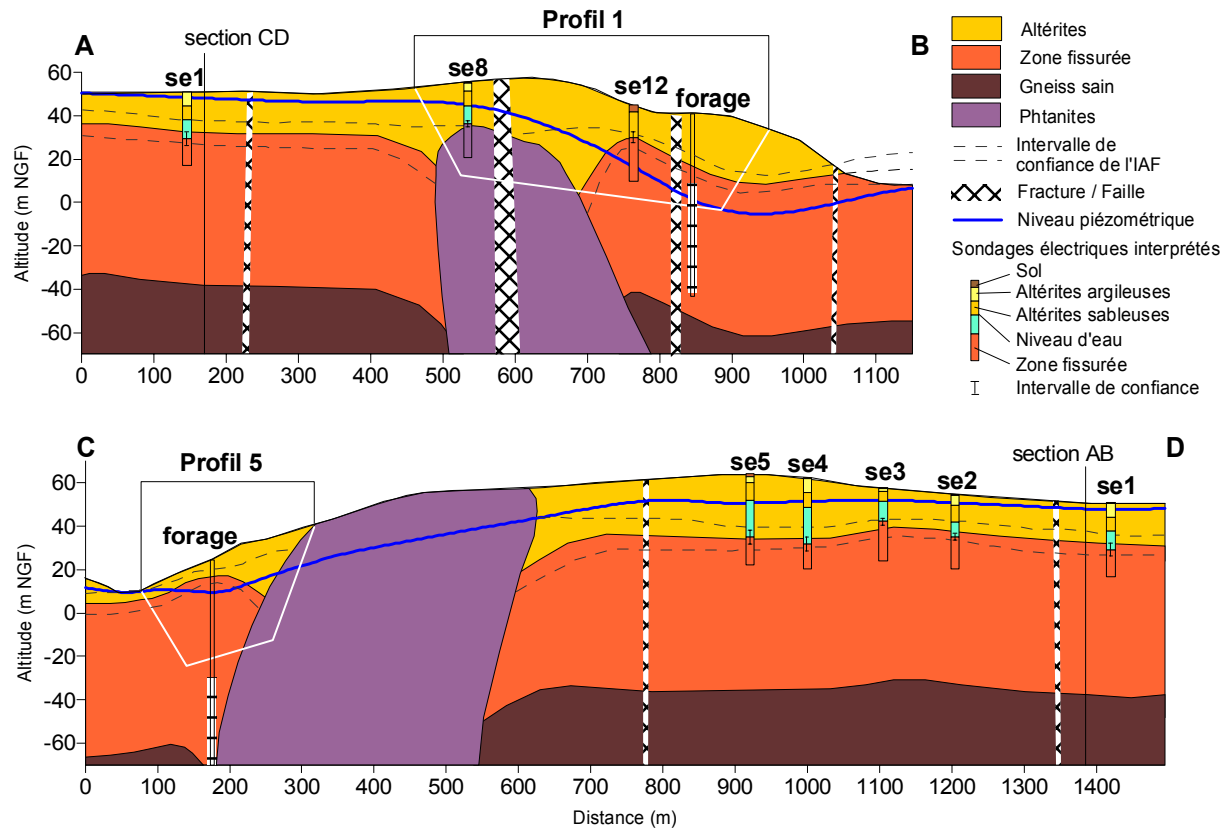 Profil 1
A
section CD
B
se1
se8
se12
forage
60
40
20
0
-20
-40
-60
Altitude (m NGF)
0 100 200 300 400 500 600 700 800 900 1000 1100
Altérites
Zone fissurée
Gneiss sain
Phtanites
Intervalle de
confiance de l'IAF
Fracture / Faille
Niveau piézométrique
Sondages électriques interprétés
Sol
Altérites argileuses
Altérites sableuses
Niveau d'eau
Zone fissurée
Intervalle de confiance
C
Profil 5
D
section AB
forage
se5
se4
se3
se2
se1
60
40
20
0
-20
-40
-60
Altitude (m NGF)
0 100 200 300 400 500 600 700 800 900 1000 1100 1200 1300 1400
Distance (m)